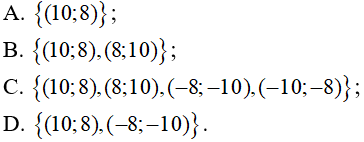 A. {(10;8)};
B. {(10;8),(8;10)};
C. {(10;8),(8;10),(−8;−10),(−10;−8)};
D. {(10;8),(−8;−10)}.